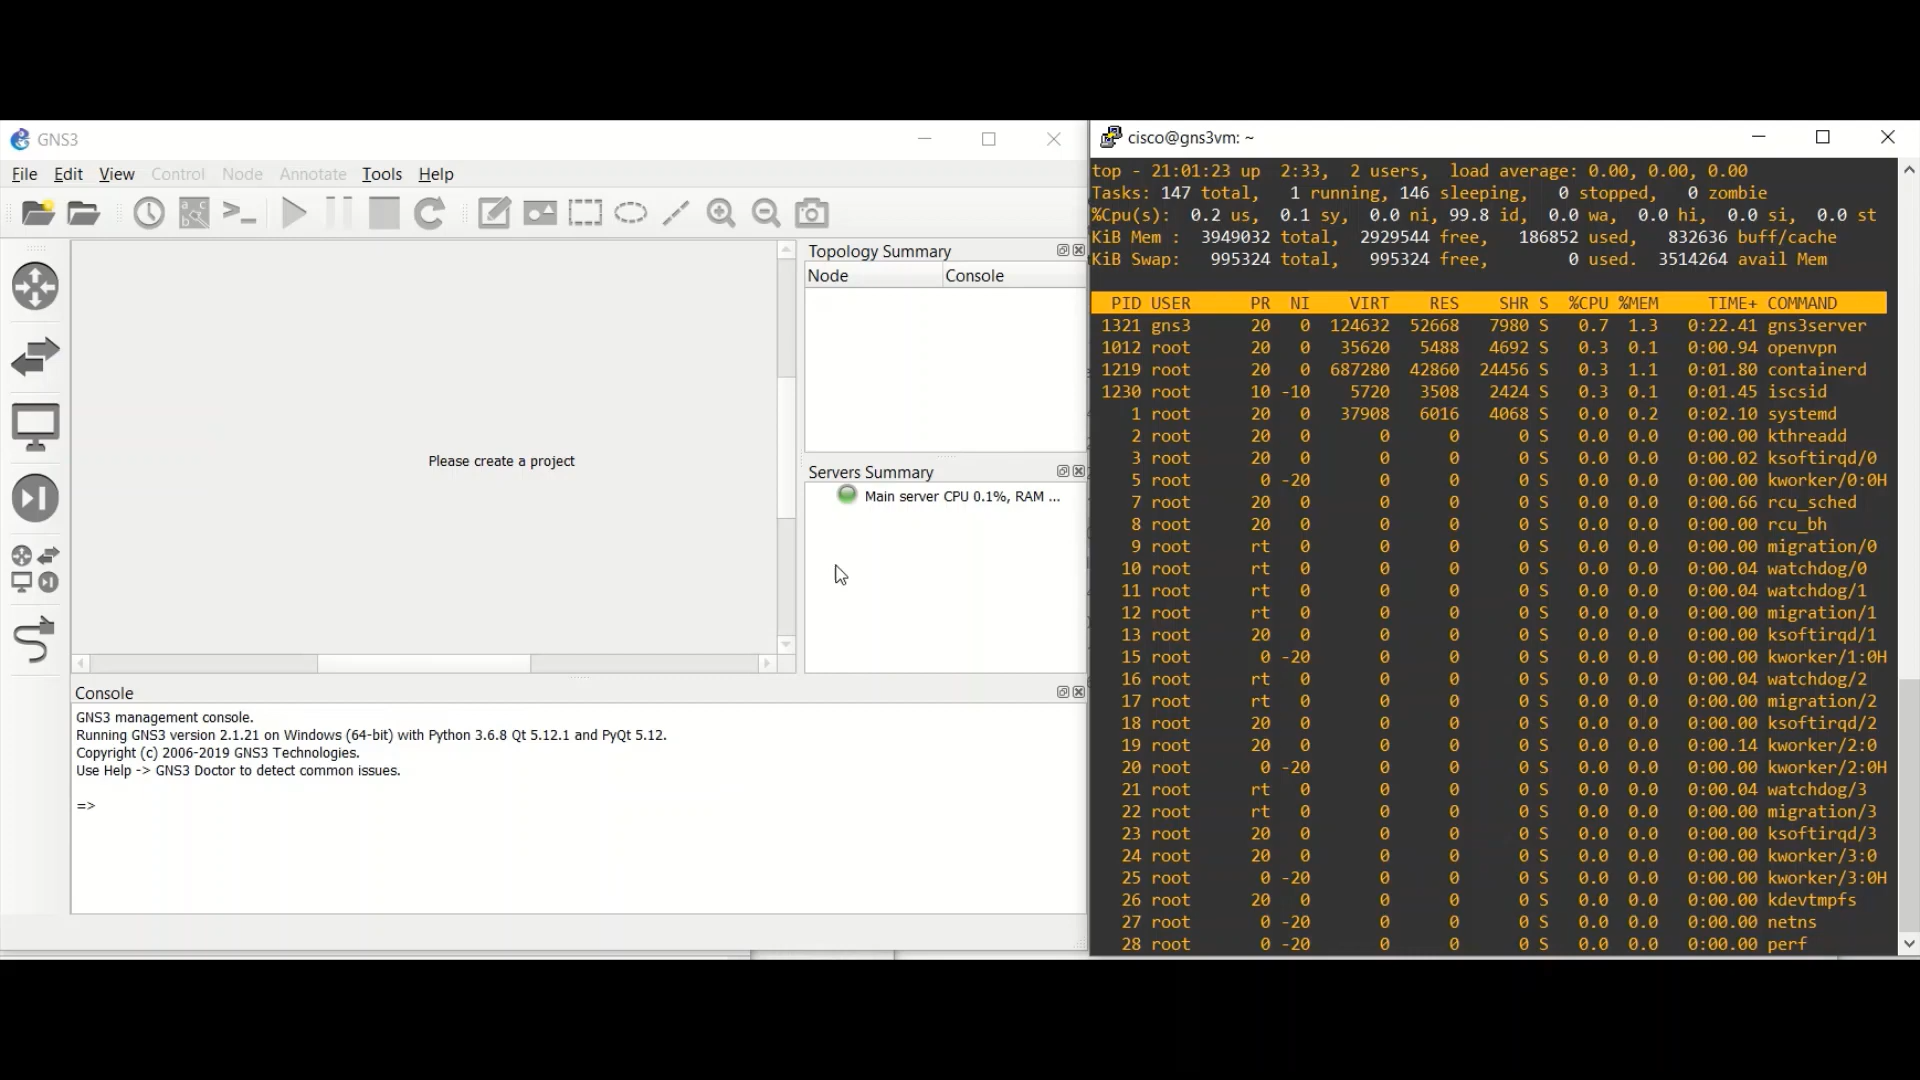 GNS3
File Edit View Control Node Annotate Tools Help
Topology Summary
Node Console
Please create a project
Servers Summary
Main server CPU 0.1%, RAM ...
Console
GNS3 management console.
Running GNS3 version 2.1.21 on Windows (64-bit) with Python 3.6.8 Qt 5.12.1 and PyQt 5.12.
Copyright (c) 2006-2019 GNS3 Technologies.
Use Help -> GNS3 Doctor to detect common issues.
=>
cisco@gns3vm: ~
top - 21:01:23 up 2:33, 2 users, load average: 0.00, 0.00, 0.00
Tasks: 147 total, 1 running, 146 sleeping, 0 stopped, 0 zombie
%Cpu(s): 0.2 us, 0.1 sy, 0.0 ni, 99.8 id, 0.0 wa, 0.0 hi, 0.0 si, 0.0 st
KiB Mem : 3949032 total, 2929544 free, 186852 used, 832636 buff/cache
KiB Swap: 995324 total, 995324 free, 0 used. 3514264 avail Mem
PID USER PR NI VIRT RES SHR S %CPU %MEM TIME+ COMMAND
1321 gns3 20 0 124632 52668 7980 S 0.7 1.3 0:22.41 gns3server
1012 root 20 0 35620 5488 4692 S 0.3 0.1 0:00.94 openvpn
1219 root 20 0 687280 42860 24456 S 0.3 1.1 0:01.80 containerd
1230 root 10 -10 5720 3508 2424 S 0.3 0.1 0:01.45 iscsid
1 root 20 0 37908 6016 4068 S 0.0 0.2 0:02.10 systemd
2 root 20 0 0 0 0 S 0.0 0.0 0:00.00 kthreadd
3 root 20 0 0 0 0 S 0.0 0.0 0:00.02 ksoftirqd/0
5 root 0 -20 0 0 0 S 0.0 0.0 0:00.00 kworker/0:0H
7 root 20 0 0 0 0 S 0.0 0.0 0:00.66 rcu_sched
8 root 20 0 0 0 0 S 0.0 0.0 0:00.00 rcu_bh
9 root rt 0 0 0 0 S 0.0 0.0 0:00.00 migration/0
10 root rt 0 0 0 0 S 0.0 0.0 0:00.04 watchdog/0
11 root rt 0 0 0 0 S 0.0 0.0 0:00.04 watchdog/1
12 root rt 0 0 0 0 S 0.0 0.0 0:00.00 migration/1
13 root 20 0 0 0 0 S 0.0 0.0 0:00.00 ksoftirqd/1
15 root 0 -20 0 0 0 S 0.0 0.0 0:00.00 kworker/1:0H
16 root rt 0 0 0 0 S 0.0 0.0 0:00.04 watchdog/2
17 root rt 0 0 0 0 S 0.0 0.0 0:00.00 migration/2
18 root 20 0 0 0 0 S 0.0 0.0 0:00.00 ksoftirqd/2
19 root 20 0 0 0 0 S 0.0 0.0 0:00.14 kworker/2:0
20 root 0 -20 0 0 0 S 0.0 0.0 0:00.00 kworker/2:0H
21 root rt 0 0 0 0 S 0.0 0.0 0:00.04 watchdog/3
22 root rt 0 0 0 0 S 0.0 0.0 0:00.00 migration/3
23 root 20 0 0 0 0 S 0.0 0.0 0:00.00 ksoftirqd/3
24 root 20 0 0 0 0 S 0.0 0.0 0:00.00 kworker/3:0
25 root 0 -20 0 0 0 S 0.0 0.0 0:00.00 kworker/3:0H
26 root 20 0 0 0 0 S 0.0 0.0 0:00.00 kdevtmpfs
27 root 0 -20 0 0 0 S 0.0 0.0 0:00.00 netns
28 root 0 -20 0 0 0 S 0.0 0.0 0:00.00 perf